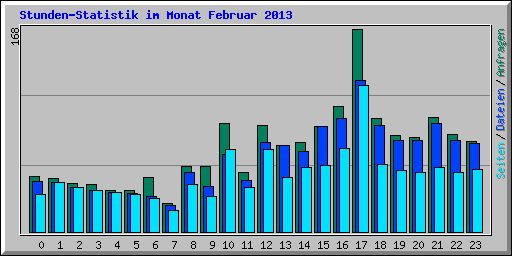 Stunden-Statistik im Monat Februar 2013
168
Seiten / Dateien / Anfragen
0 1 2 3 4 5 6 7 8 9 10 11 12 13 14 15 16 17 18 19 20 21 22 23